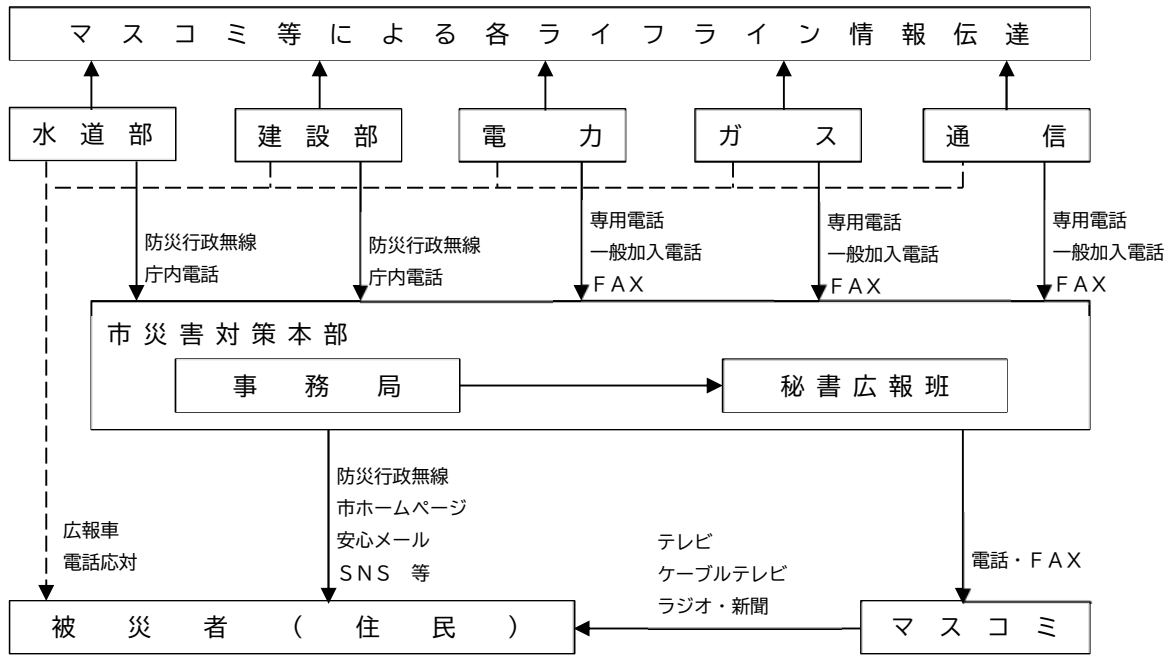 マスコミ等による各ライフライン情報伝達
水道部
建設部
電力
ガス
通信
防災行政無線
庁内電話
防災行政無線
庁内電話
専用電話
一般加入電話
ＦＡＸ
専用電話
一般加入電話
ＦＡＸ
専用電話
一般加入電話
ＦＡＸ
市災害対策本部
事務局
秘書広報班
防災行政無線
市ホームページ
安心メール
ＳＮＳ　等
広報車
電話応対
テレビ
ケーブルテレビ
ラジオ・新聞
電話・ＦＡＸ
被災者（住民）
マスコミ